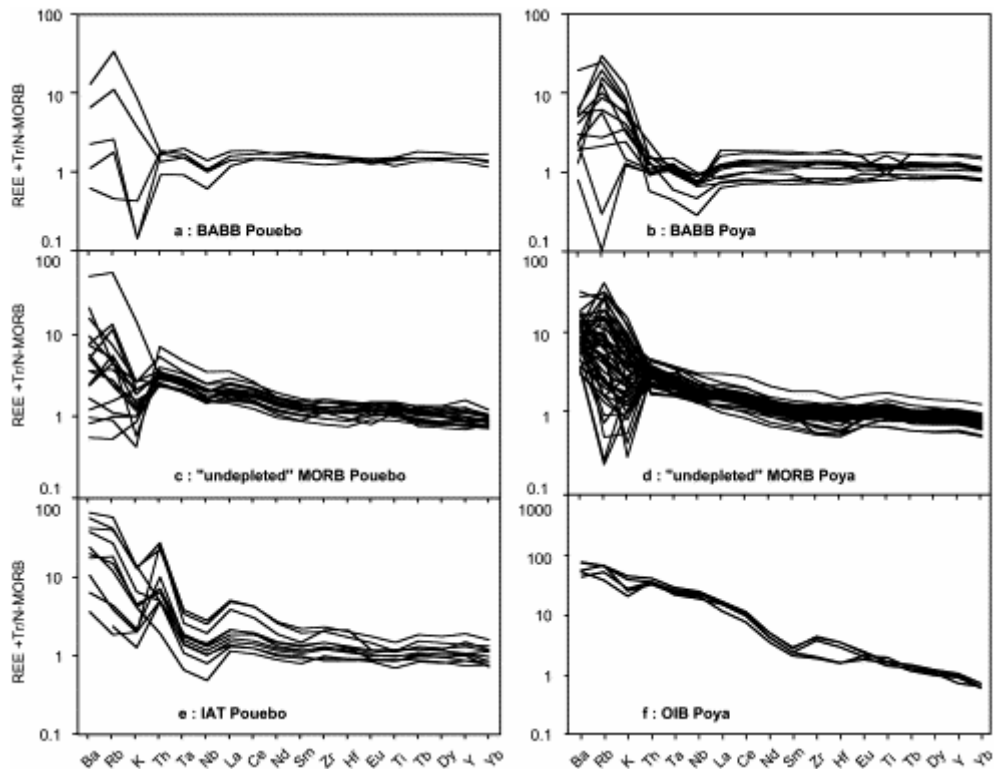 100
10
1
0.1
REE +Tr/N-MORB
a : BABB Pouebo
100
10
1
0.1
b : BABB Poya
100
10
1
0.1
REE +Tr/N-MORB
c : "undepleted" MORB Pouebo
100
10
1
0.1
d : "undepleted" MORB Poya
100
10
1
0.1
REE +Tr/N-MORB
e : IAT Pouebo
1000
100
10
1
0.1
f : OIB Poya
Ba Rb K Th Ta Nb La Ce Nd Sm Zr Hf Eu Ti Tb Dy Y Yb
Ba Rb K Th Ta Nb La Ce Nd Sm Zr Hf Eu Ti Tb Dy Y Yb